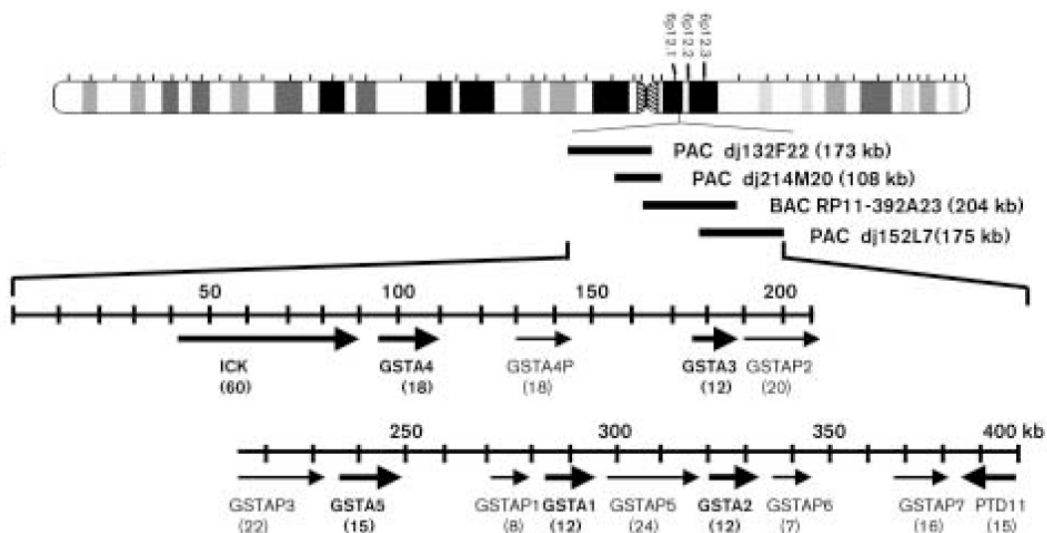 6p12.1
6p12.2
6p12.3
PAC dj132F22 (173 kb)
PAC dj214M20 (108 kb)
BAC RP11-392A23 (204 kb)
PAC dj152L7(175 kb)
50 100 150 200
ICK GSTA4 GSTA4P GSTA3 GSTAP2
(60) (18) (18) (12) (20)
250 300 350 400 kb
GSTAP3 GSTA5 GSTAP1 GSTA1 GSTAP5 GSTA2 GSTAP6 GSTAP7 PTD11
(22) (15) (8) (12) (24) (12) (7) (16) (15)